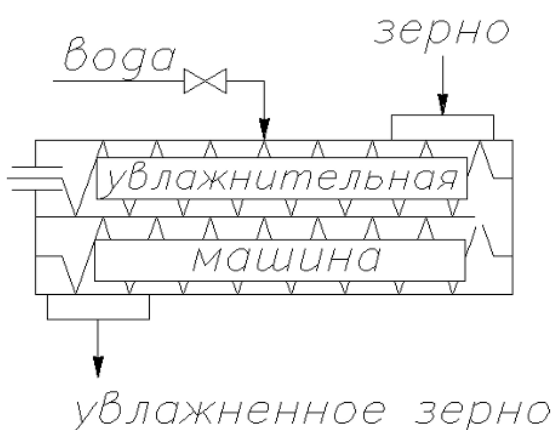 зерно
вода
увлажнительная
машина
увлажненное зерно